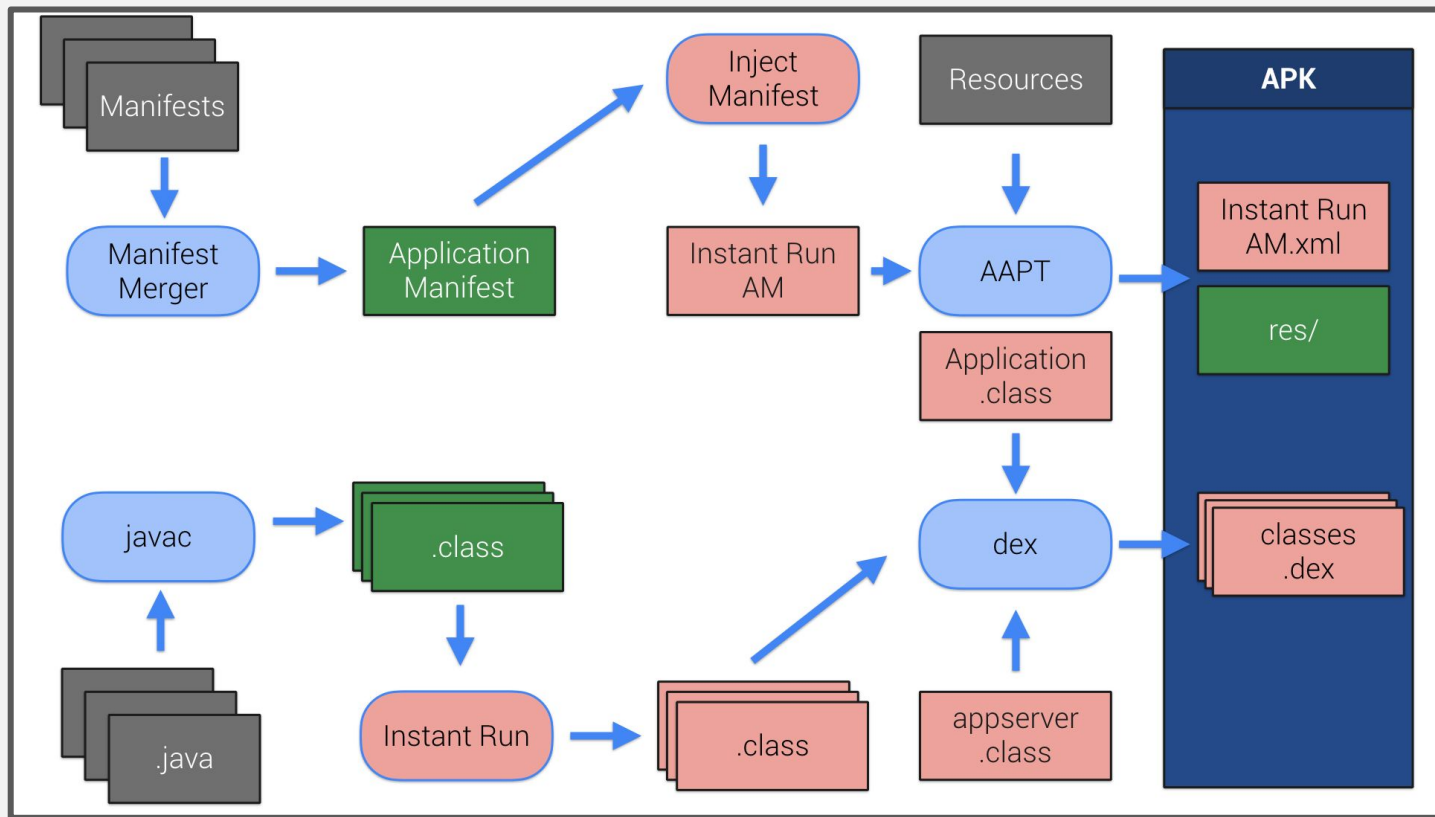 Manifests
Inject
Manifest
Resources
APK
Manifest
Merger
Application
Manifest
Instant Run
AM
AAPT
Instant Run
AM.xml
res/
Application
.class
javac
.class
dex
classes
.dex
.java
Instant Run
.class
appserver
.class